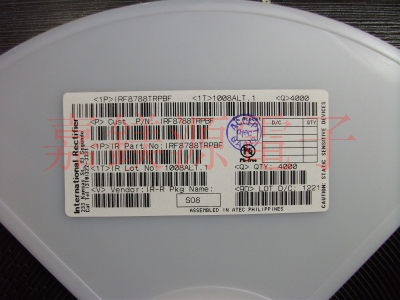 <1P>IRF8788TRPBF <1T>1008ALT.1 <Q>4000
<P> Cust. P/N: IRF8788TRPBF
ACCEPT
D/C QTY
<1P>IR Part No:IRF8788TRPBF
<1T>IR Lot No: 1008ALT.1
<Q> QTY: 4000
<V> Vendor:IR-R Pkg Name:
SO8
<9D> LOT D/C: 1221
ASSEMBLED IN ATEC PHILIPPINES
International Rectifier
CAUTION: STATIC SENSITIVE DEVICES